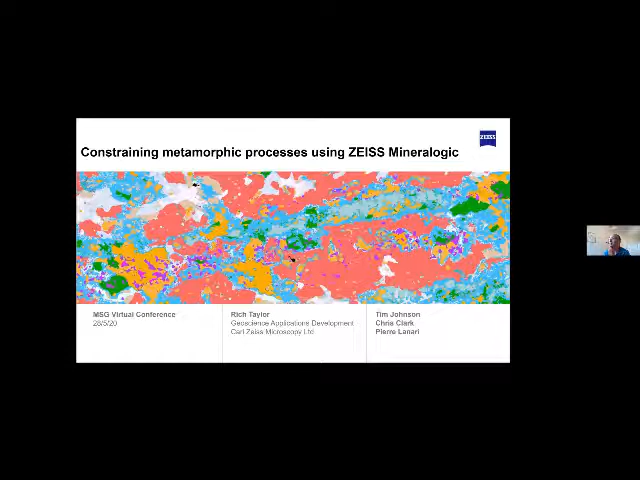 ZEISS
Constraining metamorphic processes using ZEISS Mineralogic
MSG Virtual Conference
28/5/20
Rich Taylor
Geoscience Applications Development
Carl Zeiss Microscopy Ltd
Tim Johnson
Chris Clark
Pierre Lanari